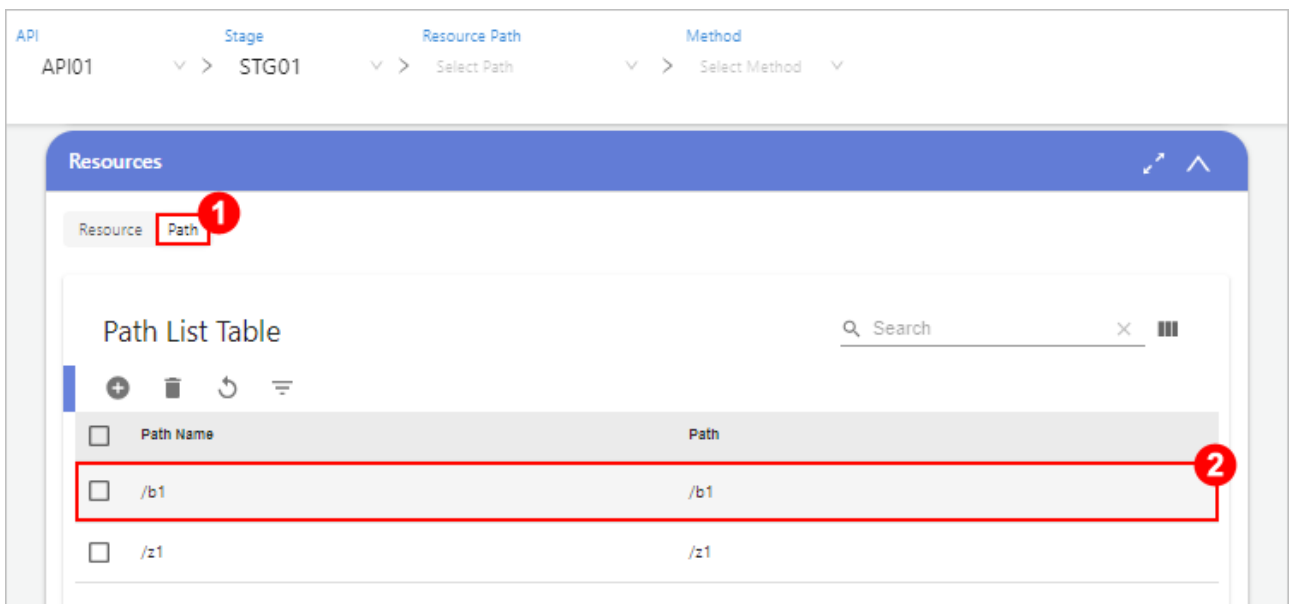 API Stage Resource Path Method
API01 > STG01 > Select Path > Select Method
Resources
1
Resource Path
Path List Table
Search
Path Name Path
2
/b1 /b1
/z1 /z1